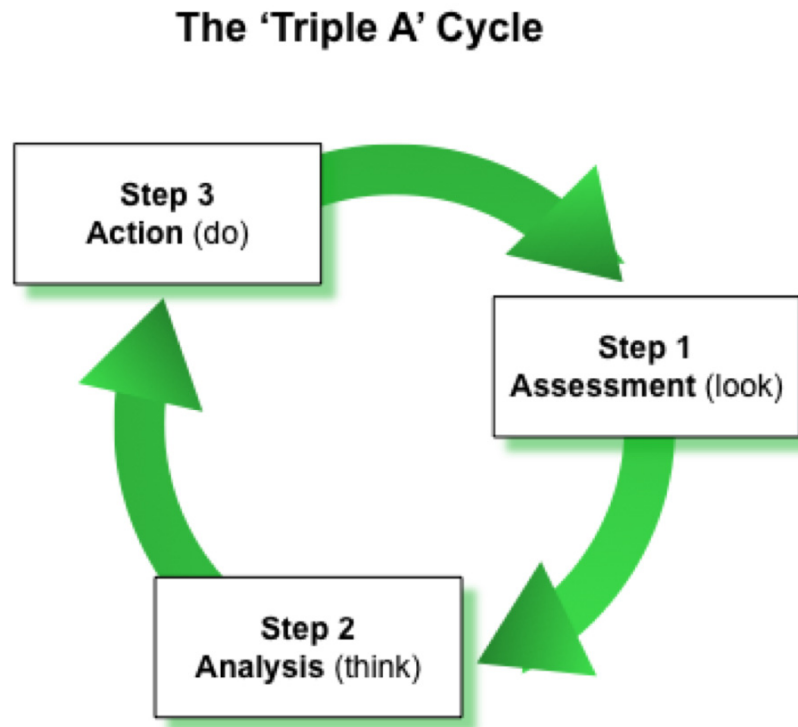 The ‘Triple A’ Cycle
Step 3
Action (do)
Step 1
Assessment (look)
Step 2
Analysis (think)